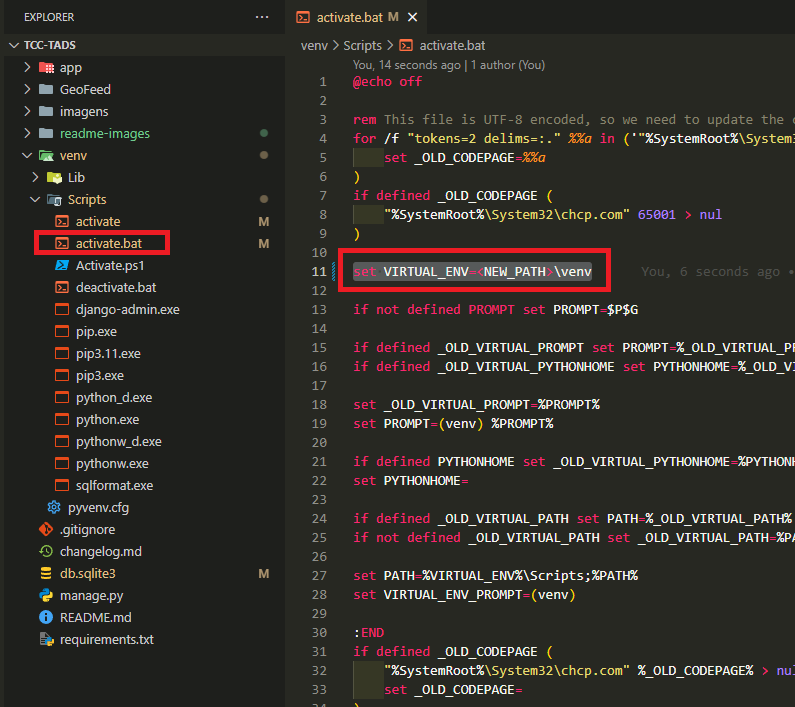 EXPLORER
···
TCC-TADS
app
GeoFeed
imagens
readme-images
venv
Lib
Scripts
activate M
activate.bat M
Activate.ps1
deactivate.bat
django-admin.exe
pip.exe
pip3.11.exe
pip3.exe
python_d.exe
python.exe
pythonw_d.exe
pythonw.exe
sqlformat.exe
pyvenv.cfg
.gitignore
changelog.md
db.sqlite3 M
manage.py
README.md
requirements.txt
activate.bat M
venv > Scripts > activate.bat
You, 14 seconds ago | 1 author (You)
1 @echo off
2
3 rem This file is UTF-8 encoded, so we need to update the
4 for /f "tokens=2 delims=:." %%a in ('"%SystemRoot%\System
5 set _OLD_CODEPAGE=%%a
6 )
7 if defined _OLD_CODEPAGE (
8 "%SystemRoot%\System32\chcp.com" 65001 > nul
9 )
10
11 set VIRTUAL_ENV=<NEW_PATH>\venv You, 6 seconds ago •
12
13 if not defined PROMPT set PROMPT=$P$G
14
15 if defined _OLD_VIRTUAL_PROMPT set PROMPT=%_OLD_VIRTUAL_P
16 if defined _OLD_VIRTUAL_PYTHONHOME set PYTHONHOME=%_OLD_V
17
18 set _OLD_VIRTUAL_PROMPT=%PROMPT%
19 set PROMPT=(venv) %PROMPT%
20
21 if defined PYTHONHOME set _OLD_VIRTUAL_PYTHONHOME=%PYTHON
22 set PYTHONHOME=
23
24 if defined _OLD_VIRTUAL_PATH set PATH=%_OLD_VIRTUAL_PATH%
25 if not defined _OLD_VIRTUAL_PATH set _OLD_VIRTUAL_PATH=%P
26
27 set PATH=%VIRTUAL_ENV%\Scripts;%PATH%
28 set VIRTUAL_ENV_PROMPT=(venv)
29
30 :END
31 if defined _OLD_CODEPAGE (
32 "%SystemRoot%\System32\chcp.com" %_OLD_CODEPAGE% > nu
33 set _OLD_CODEPAGE=